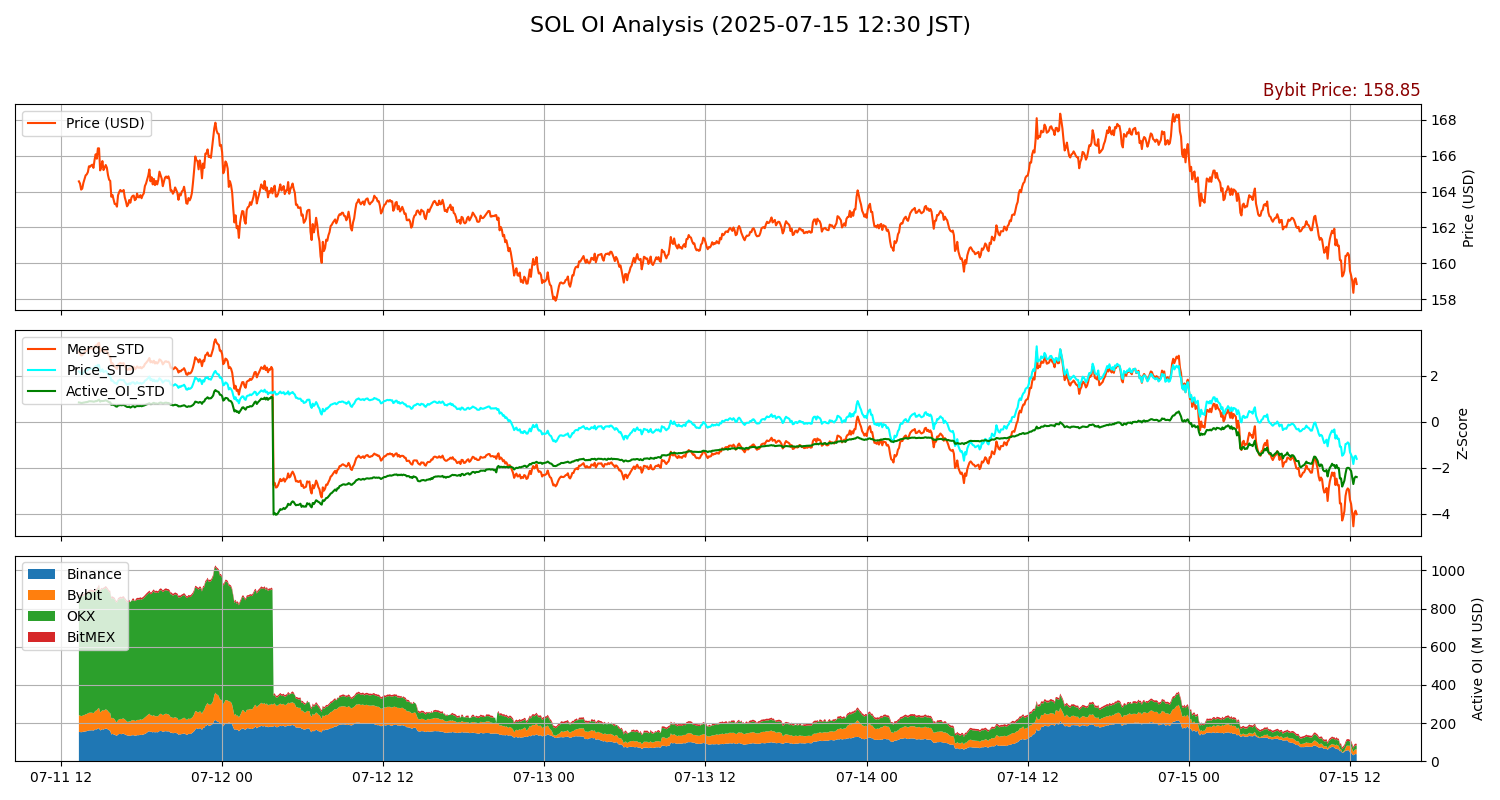 SOL OI Analysis (2025-07-15 12:30 JST)
Bybit Price: 158.85
Price (USD)
168
166
164
162
160
158
Price (USD)
Merge_STD
Price_STD
Active_OI_STD
2
0
−2
−4
Z-Score
Binance
Bybit
OKX
BitMEX
1000
800
600
400
200
0
Active OI (M USD)
07-11 12
07-12 00
07-12 12
07-13 00
07-13 12
07-14 00
07-14 12
07-15 00
07-15 12